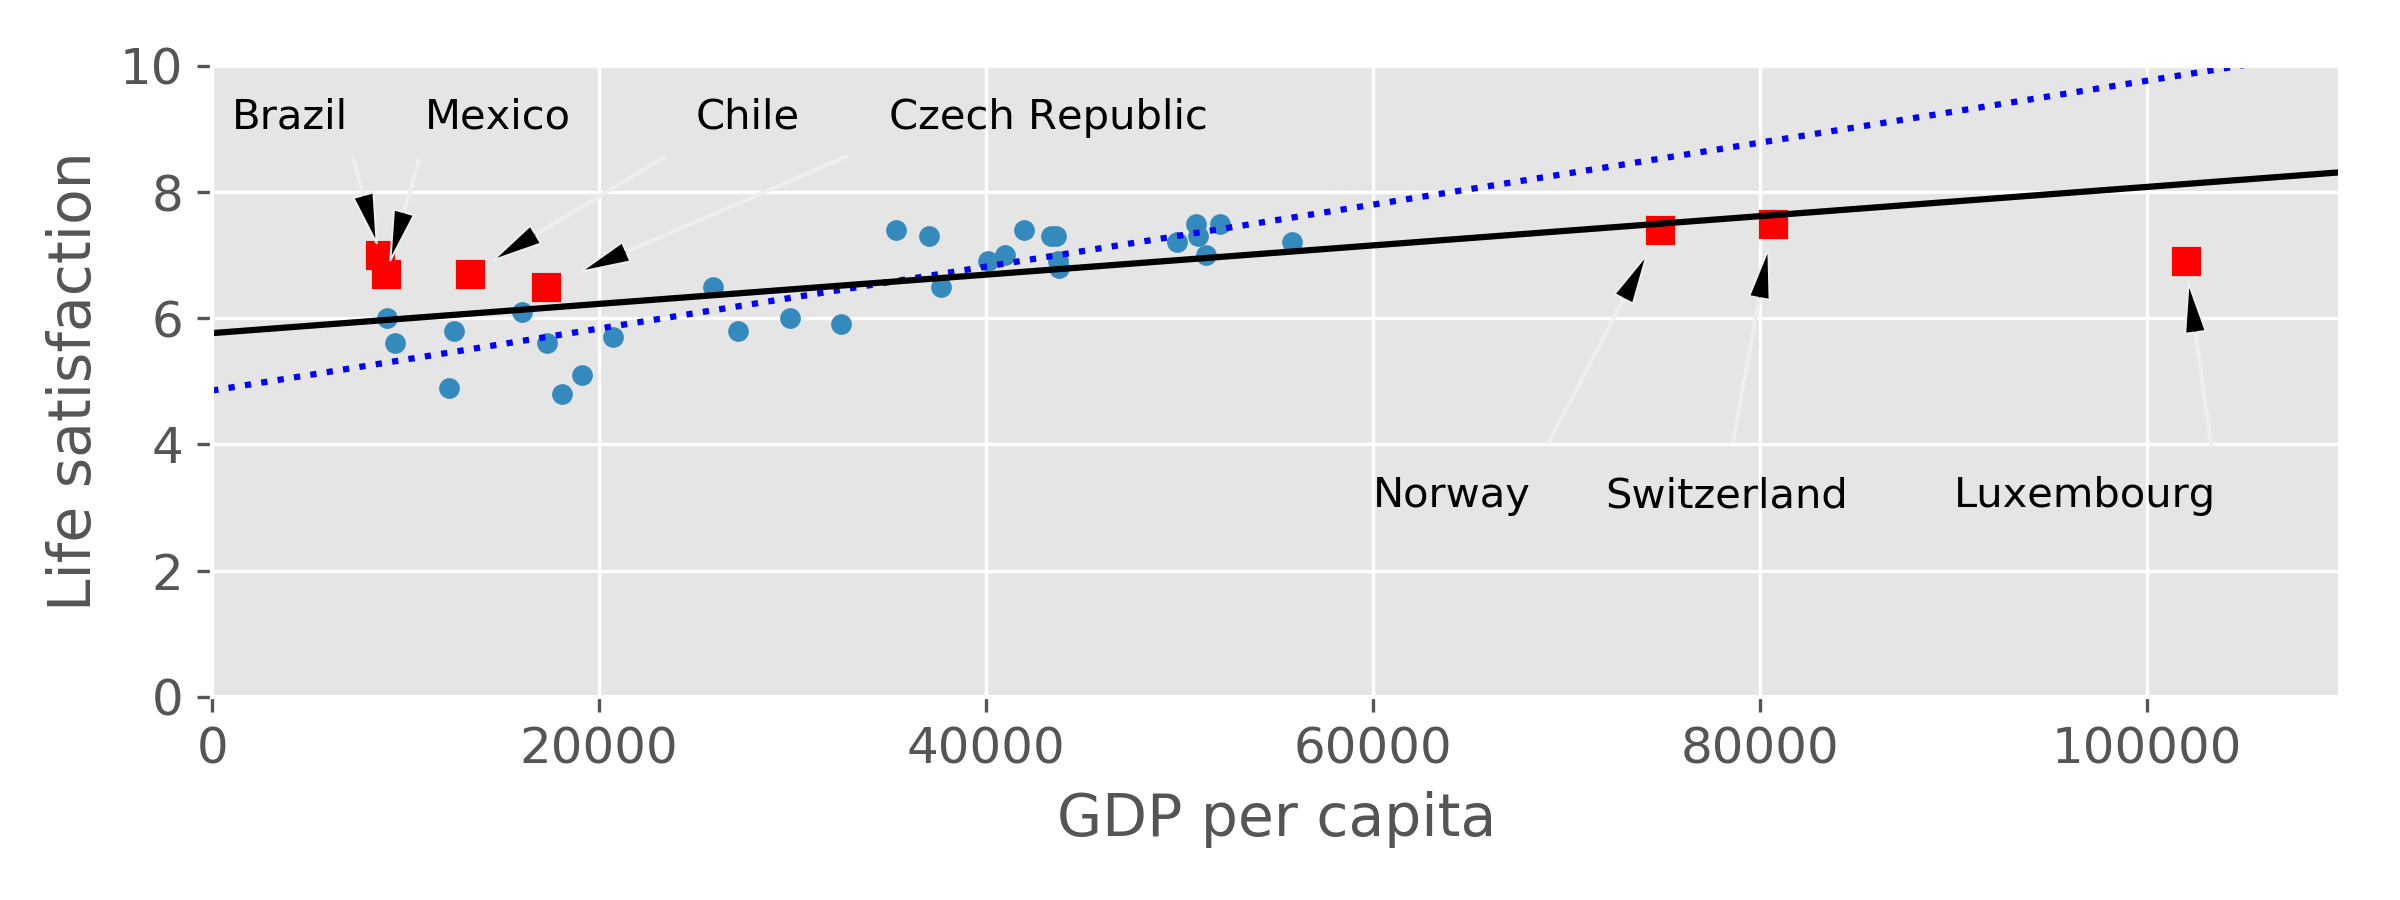 10
Brazil Mexico Chile Czech Republic
8
6
4
Norway Switzerland Luxembourg
2
0
Life satisfaction
0 20000 40000 60000 80000 100000
GDP per capita